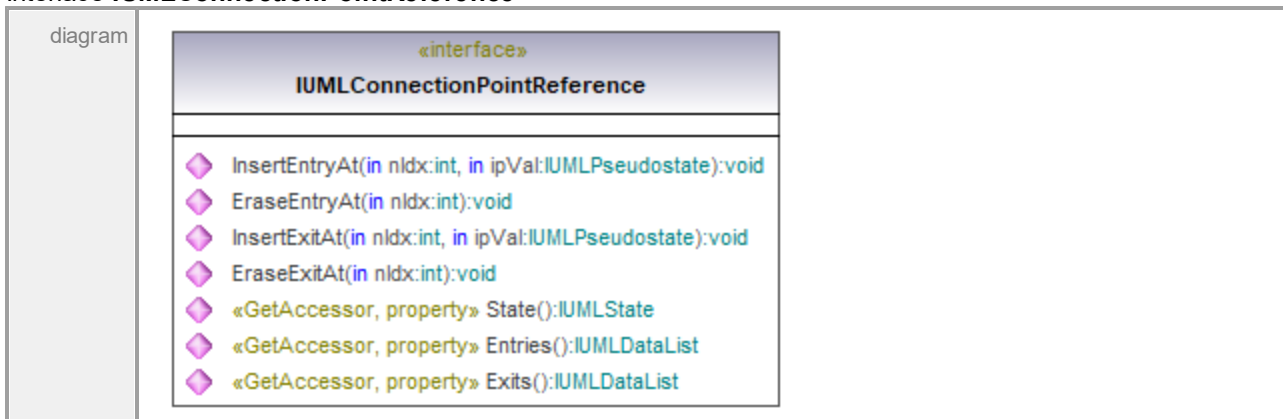 Interface IUMLConnectionPointReference
diagram
«interface»
IUMLConnectionPointReference
InsertEntryAt(in nIdx:int, in ipVal:IUMLPseudostate):void
EraseEntryAt(in nIdx:int):void
InsertExitAt(in nIdx:int, in ipVal:IUMLPseudostate):void
EraseExitAt(in nIdx:int):void
«GetAccessor, property» State():IUMLState
«GetAccessor, property» Entries():IUMLDataList
«GetAccessor, property» Exits():IUMLDataList